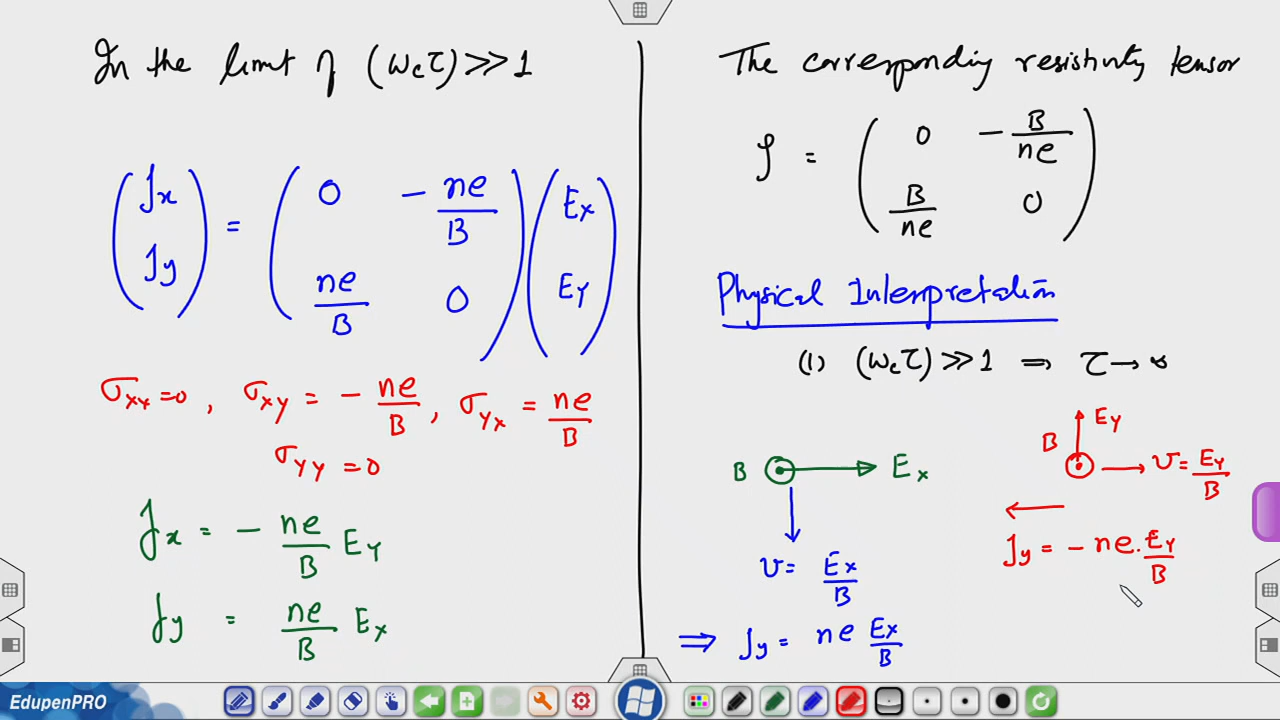 In the limit of (ωcτ) >> 1
(Jx Jy) = (0 -ne/B ne/B 0) (Ex Ey)
σxx = 0, σxy = - ne/B, σyx = ne/B
σyy = 0
Jx = - ne/B Ey
Jy = ne/B Ex
The corresponding resistivity tensor
ρ = (0 -B/ne B/ne 0)
Physical Interpretation
(1) (ωcτ) >> 1 ⇒ τ → ∞
B Ex
v = Ex/B
⇒ Jy = ne Ex/B
B Ey
v = Ey/B
Jy = - ne. Ey/B
EdupenPRO